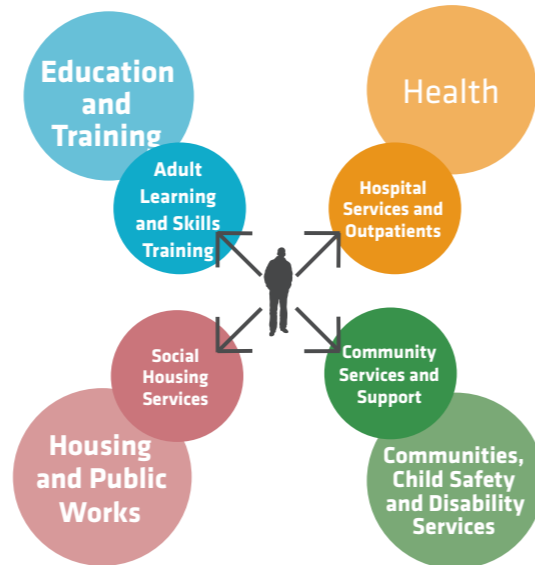 Education
and
Training
Adult
Learning
and Skills
Training
Health
Hospital
Services and
Outpatients
Social
Housing
Services
Housing
and Public
Works
Community
Services and
Support
Communities,
Child Safety
and Disability
Services